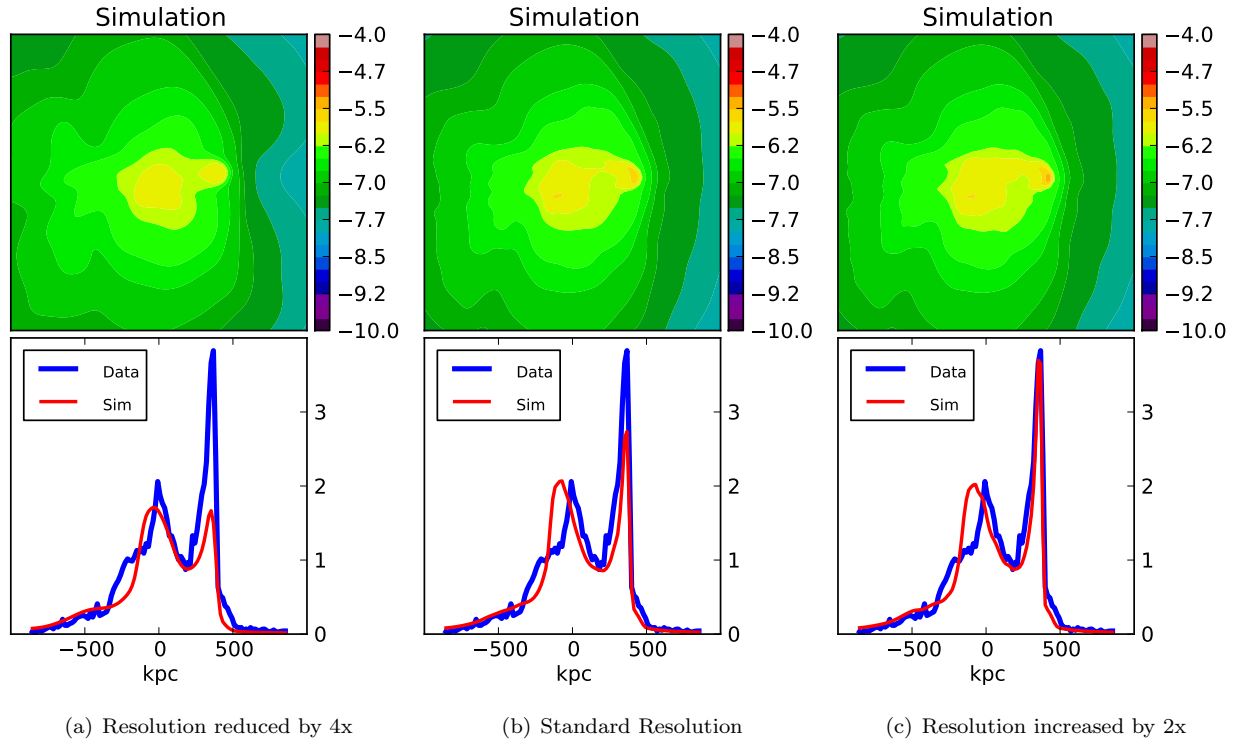 Simulation
−4.0
−4.7
−5.5
−6.2
−7.0
−7.7
−8.5
−9.2
−10.0
Data
Sim
3
2
1
0
−500 0 500
kpc
(a) Resolution reduced by 4x
Simulation
−4.0
−4.7
−5.5
−6.2
−7.0
−7.7
−8.5
−9.2
−10.0
Data
Sim
3
2
1
0
−500 0 500
kpc
(b) Standard Resolution
Simulation
−4.0
−4.7
−5.5
−6.2
−7.0
−7.7
−8.5
−9.2
−10.0
Data
Sim
3
2
1
0
−500 0 500
kpc
(c) Resolution increased by 2x